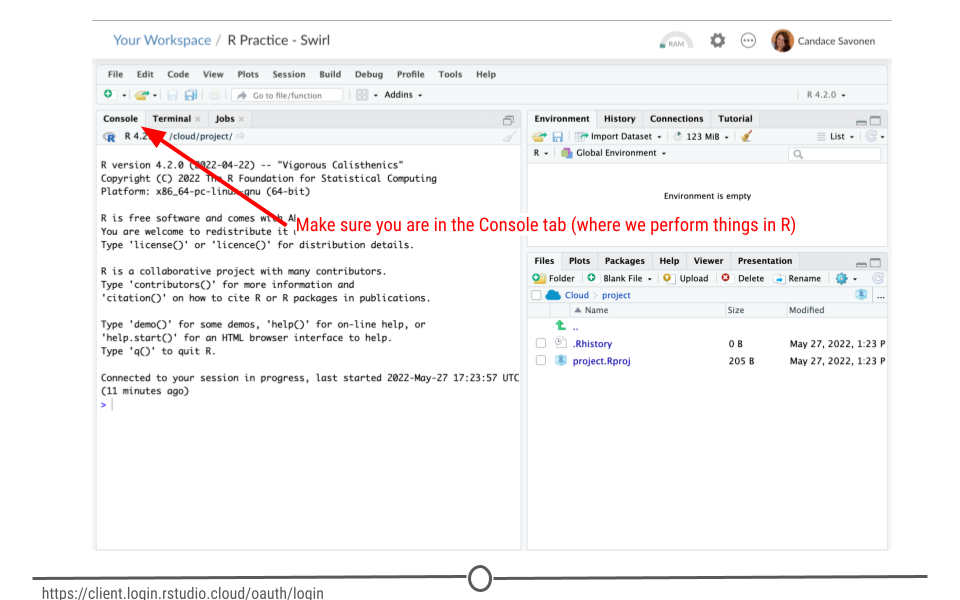 Your Workspace / R Practice - Swirl
RAM
Candace Savonen
File Edit Code View Plots Session Build Debug Profile Tools Help
Go to file/function
Addins
R 4.2.0
Console Terminal Jobs
R 4.2 /cloud/project/
R version 4.2.0 (2022-04-22) -- "Vigorous Calisthenics"
Copyright (C) 2022 The R Foundation for Statistical Computing
Platform: x86_64-pc-linux-gnu (64-bit)
R is free software and comes with
You are welcome to redistribute it
Type 'license()' or 'licence()' for distribution details.
R is a collaborative project with many contributors.
Type 'contributors()' for more information and
'citation()' on how to cite R or R packages in publications.
Type 'demo()' for some demos, 'help()' for on-line help, or
'help.start()' for an HTML browser interface to help.
Type 'q()' to quit R.
Connected to your session in progress, last started 2022-May-27 17:23:57 UTC
(11 minutes ago)
>
Make sure you are in the Console tab (where we perform things in R)
Environment History Connections Tutorial
Import Dataset 123 MiB List
R Global Environment
Environment is empty
Files Plots Packages Help Viewer Presentation
Folder Blank File Upload Delete Rename
Cloud > project ...
Name Size Modified
..
.Rhistory 0 B May 27, 2022, 1:23 P
project.Rproj 205 B May 27, 2022, 1:23 P
https://client.login.rstudio.cloud/oauth/login